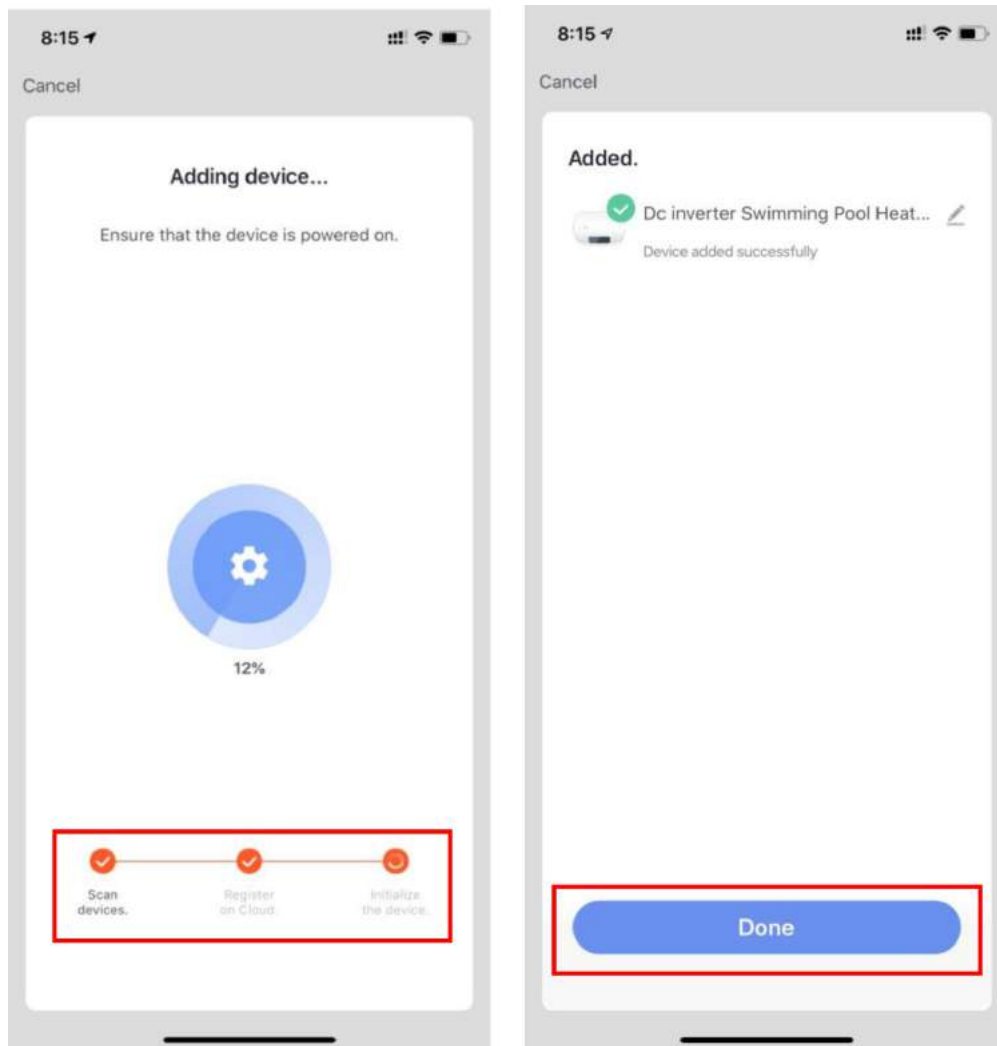 8:15
Cancel
Adding device...
Ensure that the device is powered on.
12%
Scan
devices.
Register
on Cloud.
Initialize
the device.
8:15
Cancel
Added.
Dc inverter Swimming Pool Heat...
Device added successfully
Done